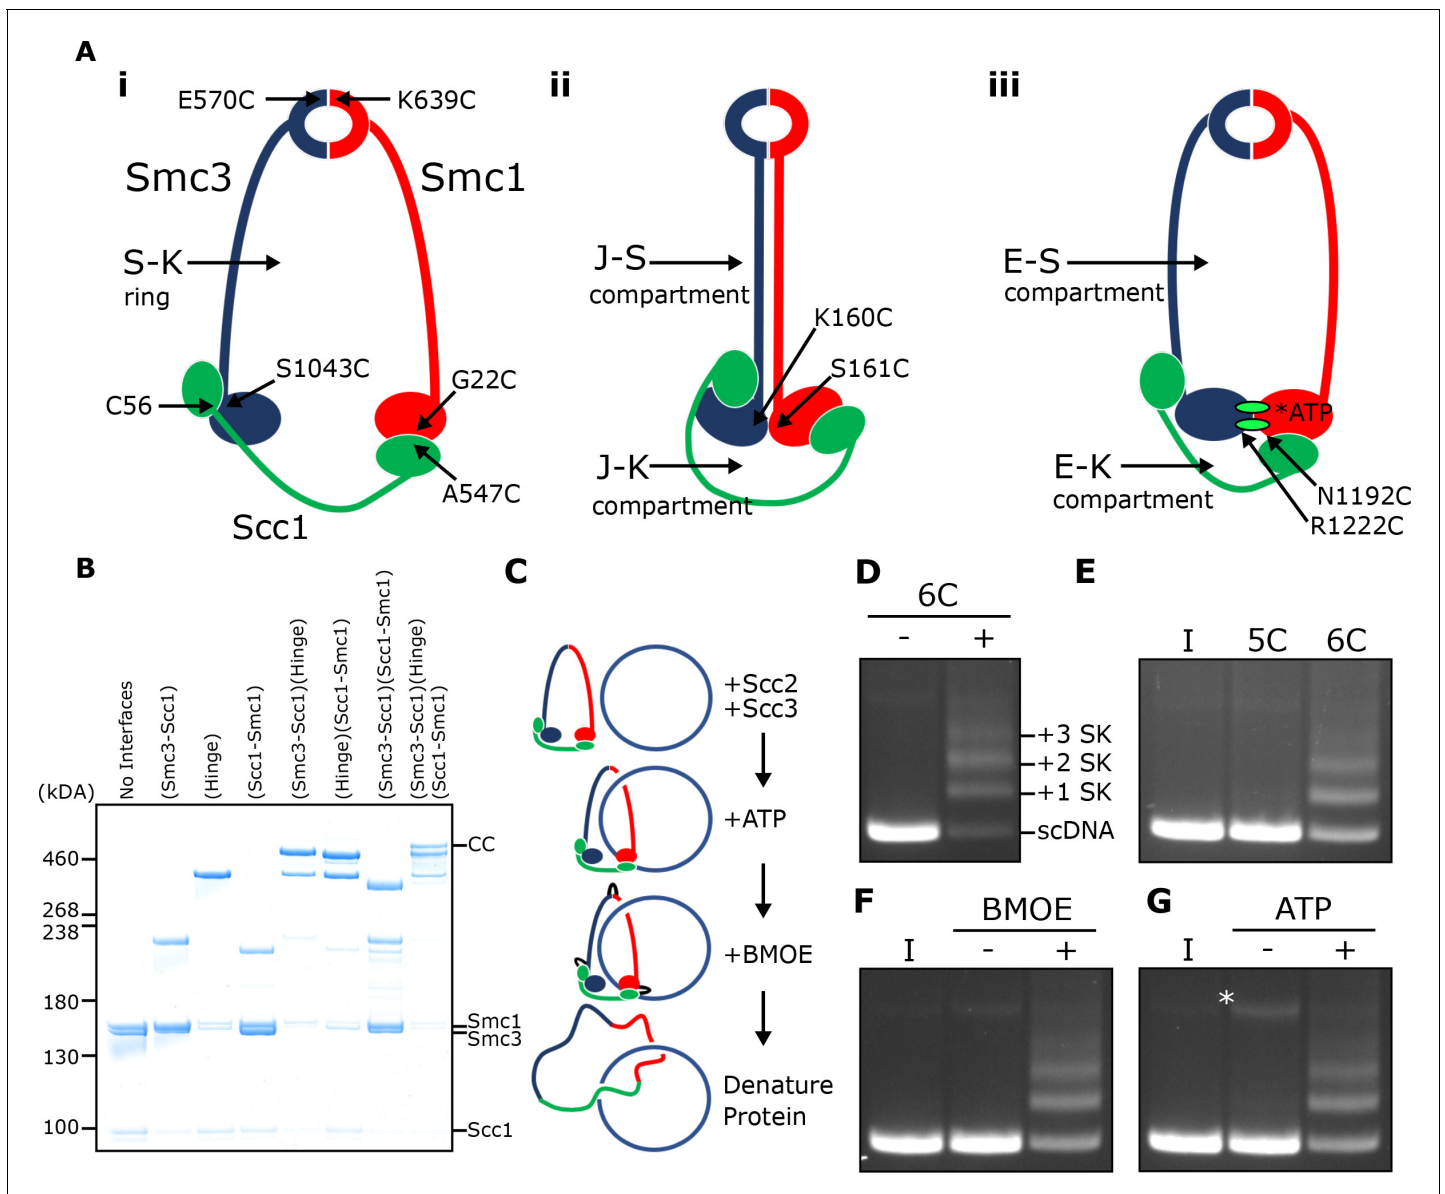 A
i
E570C
K639C
Smc3
Smc1
S-K
ring
S1043C
G22C
C56
A547C
Scc1
ii
J-S
compartment
K160C
S161C
J-K
compartment
iii
E-S
compartment
*ATP
E-K
compartment
N1192C
R1222C
B
No Interfaces
(Smc3-Scc1)
(Hinge)
(Scc1-Smc1)
(Smc3-Scc1)(Hinge)
(Hinge)(Scc1-Smc1)
(Smc3-Scc1)(Scc1-Smc1)
(Smc3-Scc1)(Hinge)
(Scc1-Smc1)
(kDA)
460
268
238
180
130
100
CC
Smc1
Smc3
Scc1
C
+Scc2
+Scc3
+ATP
+BMOE
Denature
Protein
D
6C
- +
+3 SK
+2 SK
+1 SK
scDNA
E
I 5C 6C
F
BMOE
I - +
G
ATP
I - +
*